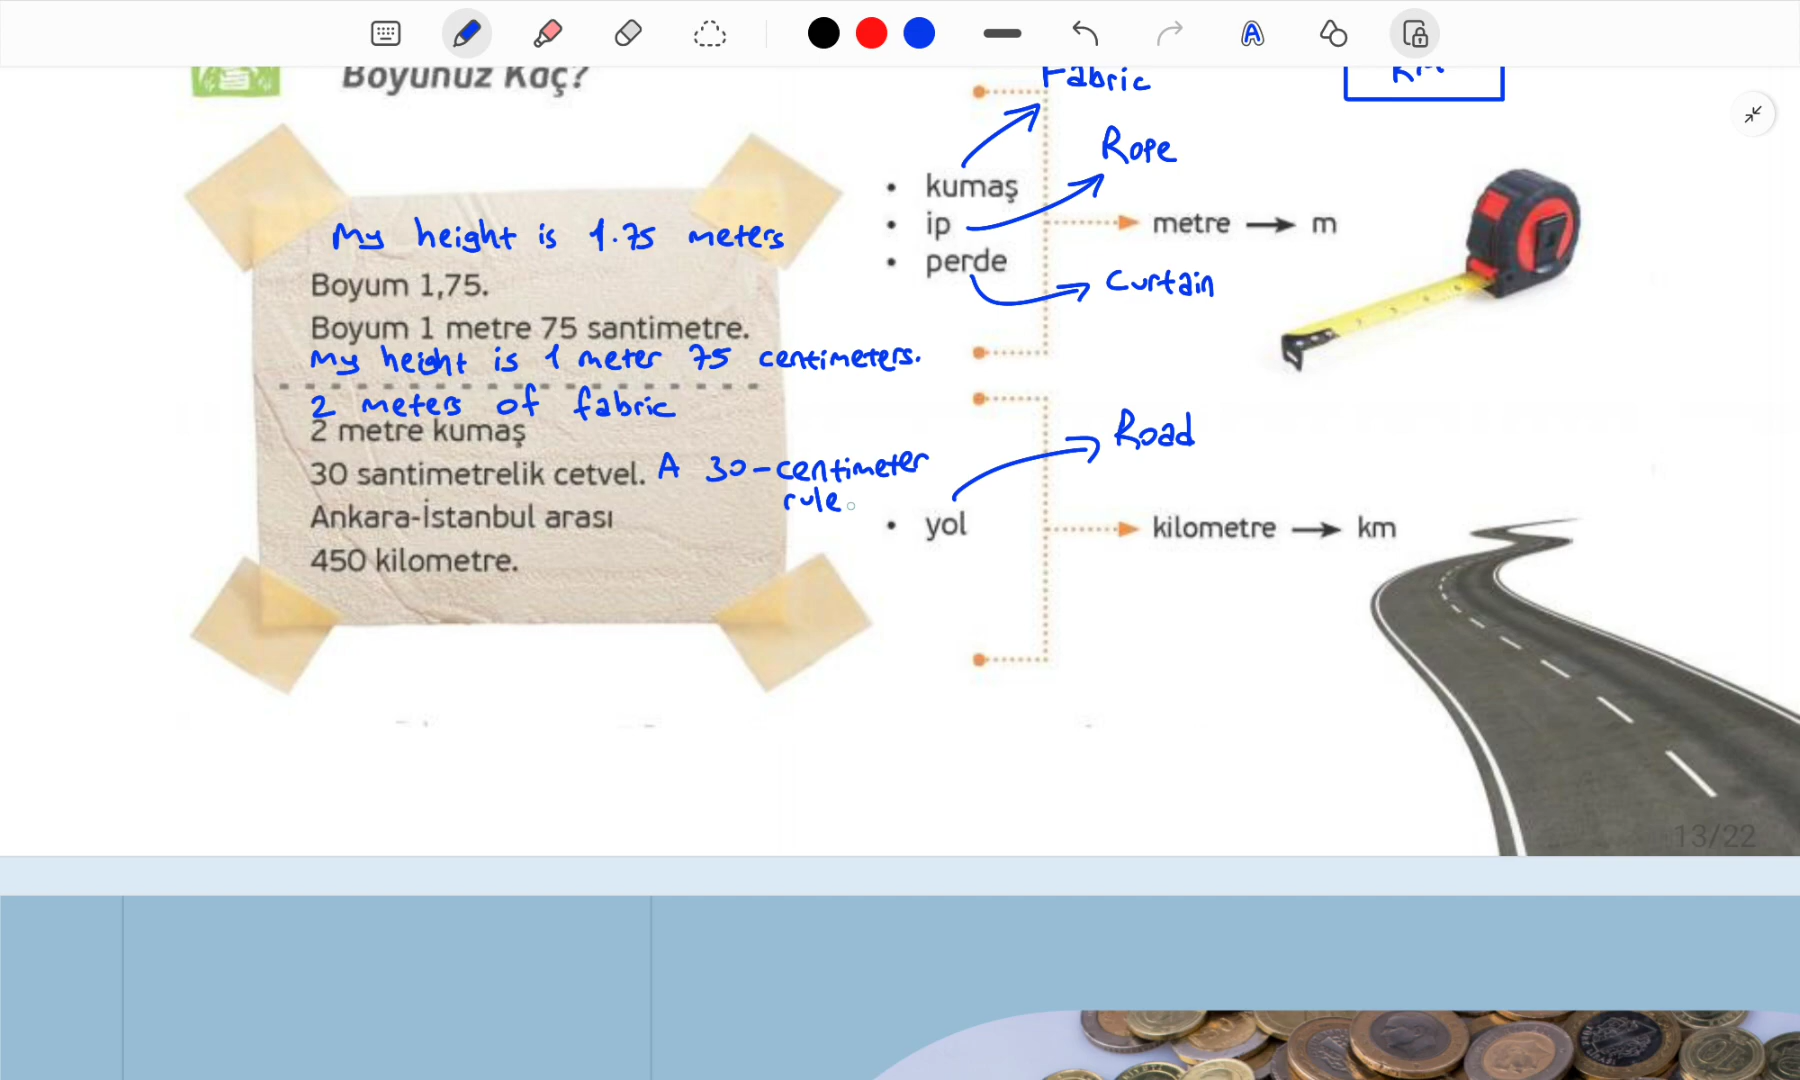 Boyunuz Kaç?
My height is 1.75 meters
Boyum 1,75.
Boyum 1 metre 75 santimetre.
My height is 1 meter 75 centimeters.
2 meters of fabric
2 metre kumaş
30 santimetrelik cetvel. A 30-centimeter
rule
Ankara-İstanbul arası
450 kilometre.
Fabric
km
Rope
• kumaş
• ip
• perde
metre → m
Curtain
Road
• yol
kilometre → km
13/22